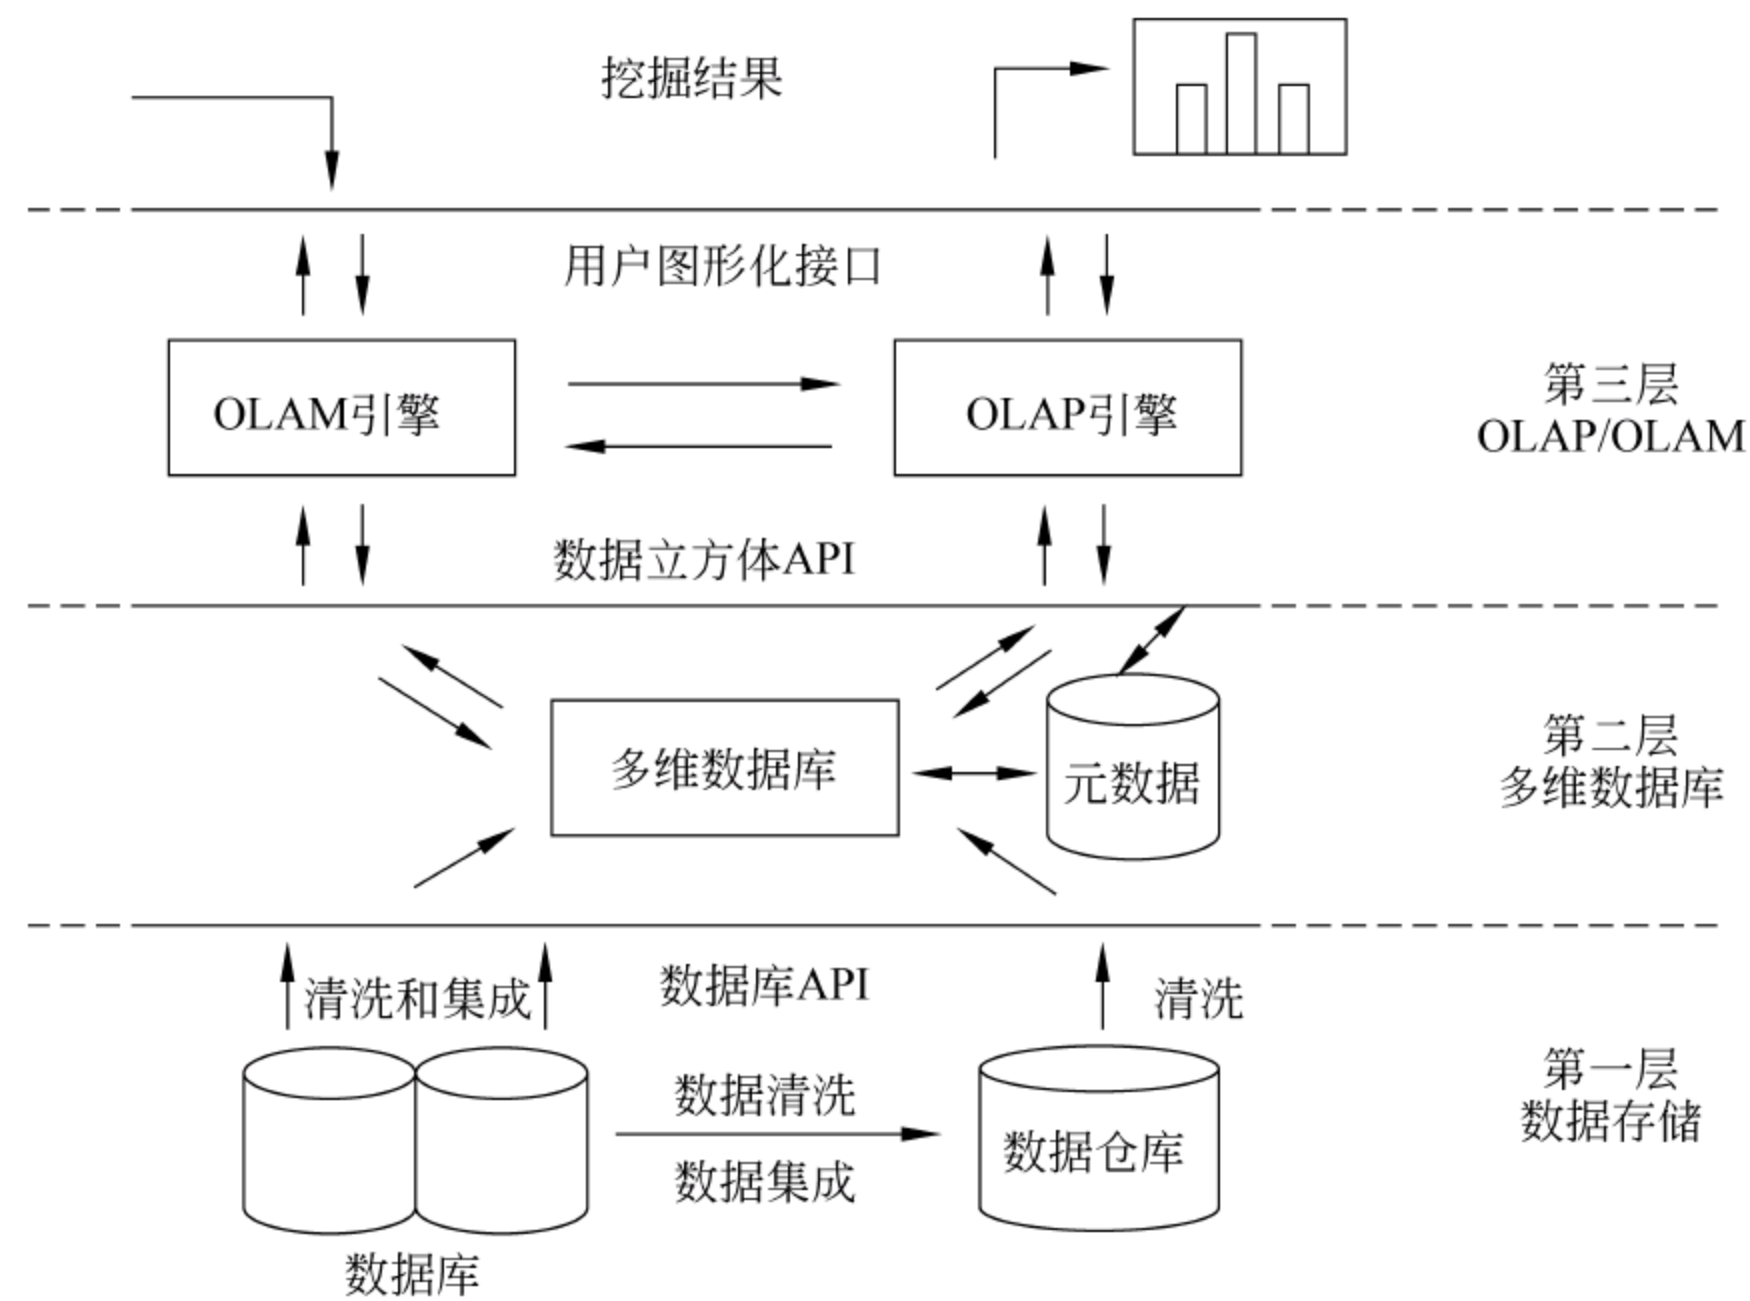 挖掘结果
用户图形化接口
OLAM引擎
OLAP引擎
第三层
OLAP/OLAM
数据立方体API
多维数据库
元数据
第二层
多维数据库
清洗和集成
数据库API
清洗
数据清洗
数据集成
数据仓库
第一层
数据存储
数据库